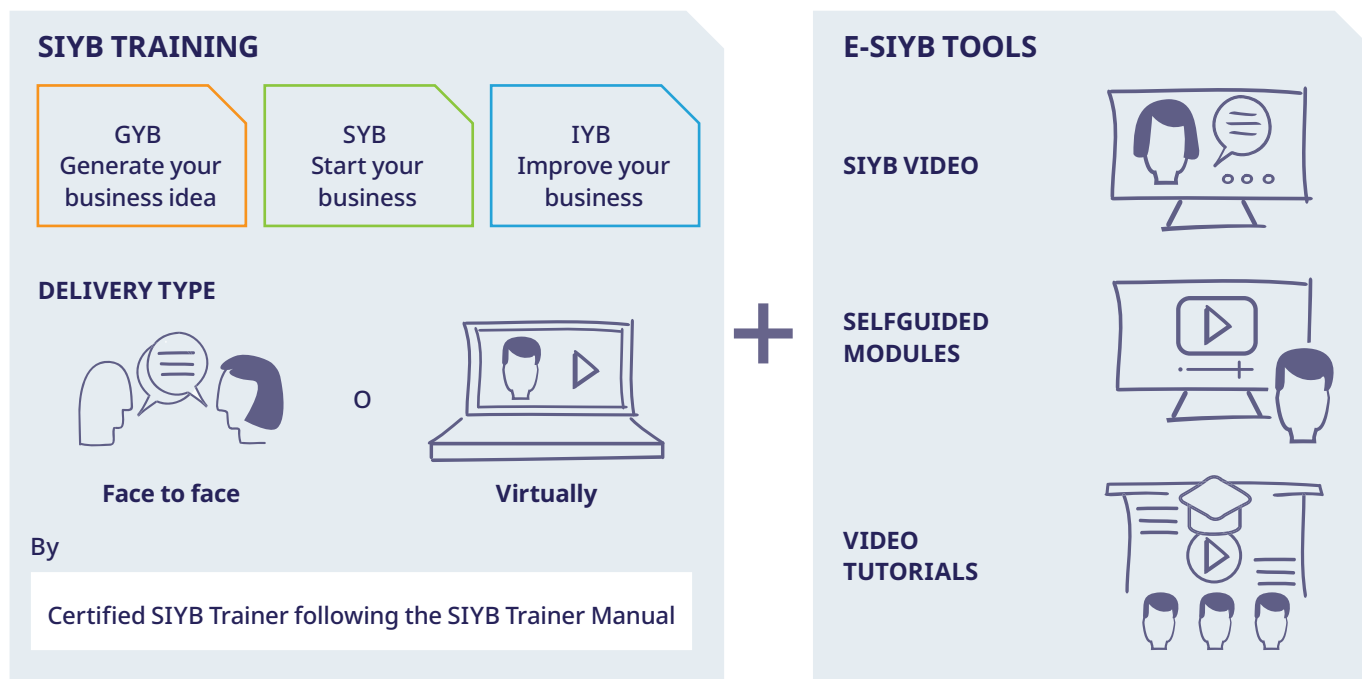 SIYB TRAINING
GYB
Generate your
business idea
SYB
Start your
business
IYB
Improve your
business
DELIVERY TYPE
O
Face to face
Virtually
By
Certified SIYB Trainer following the SIYB Trainer Manual
E-SIYB TOOLS
SIYB VIDEO
SELFGUIDED
MODULES
VIDEO
TUTORIALS